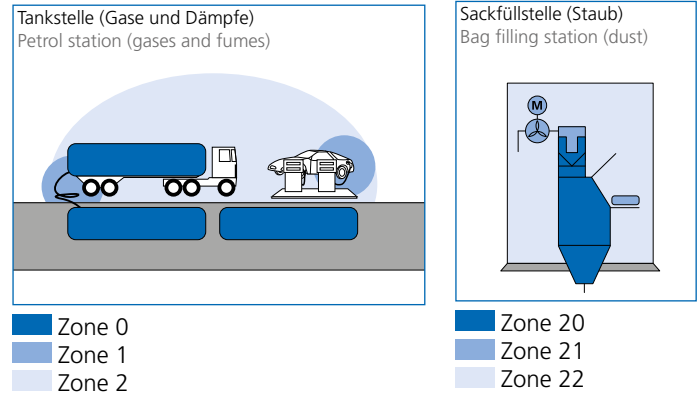 Tankstelle (Gase und Dämpfe)
Petrol station (gases and fumes)
Zone 0
Zone 1
Zone 2
Sackfüllstelle (Staub)
Bag filling station (dust)
M
Zone 20
Zone 21
Zone 22